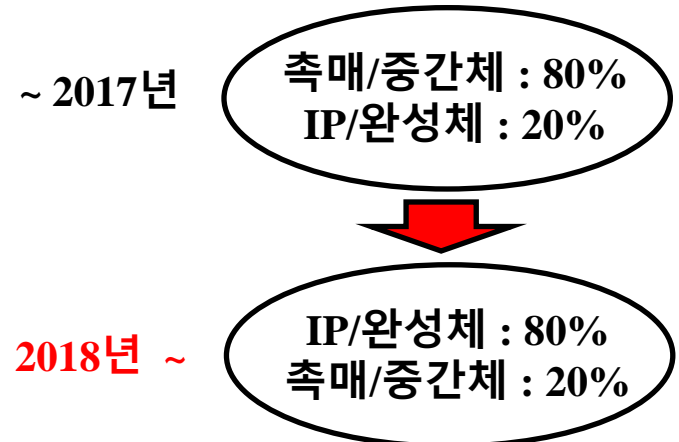 ~ 2017년
촉매/중간체 : 80%
IP/완성체 : 20%
2018년 ~
IP/완성체 : 80%
촉매/중간체 : 20%